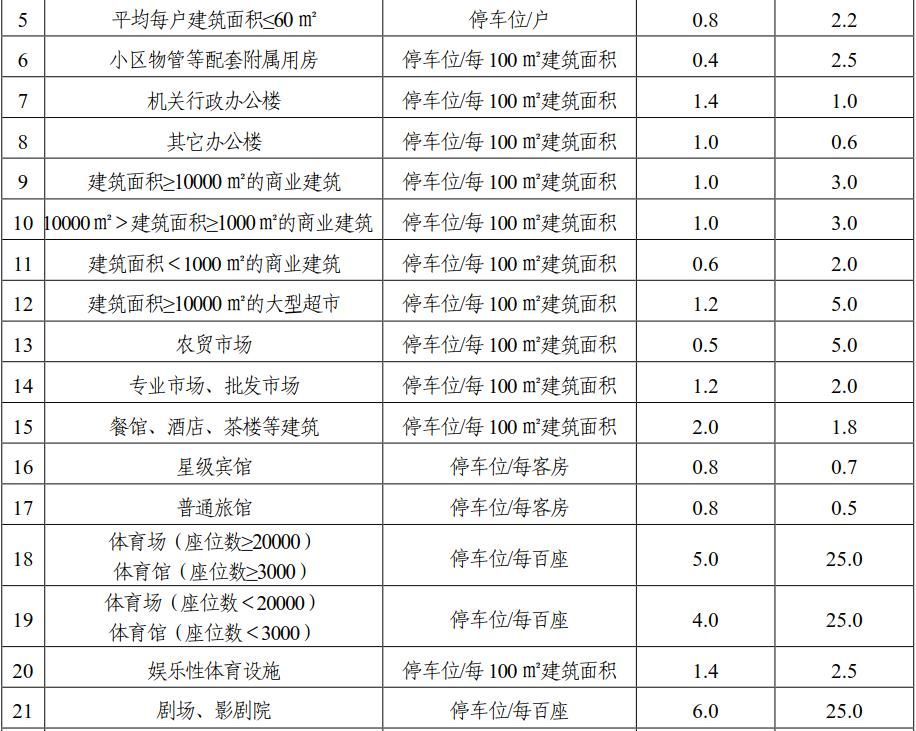 5 平均每户建筑面积≤60 ㎡ 停车位/户 0.8 2.2
6 小区物管等配套附属用房 停车位/每 100 ㎡建筑面积 0.4 2.5
7 机关行政办公楼 停车位/每 100 ㎡建筑面积 1.4 1.0
8 其它办公楼 停车位/每 100 ㎡建筑面积 1.0 0.6
9 建筑面积≥10000 ㎡的商业建筑 停车位/每 100 ㎡建筑面积 1.0 3.0
10 10000㎡＞建筑面积≥1000㎡的商业建筑 停车位/每 100 ㎡建筑面积 1.0 3.0
11 建筑面积＜1000 ㎡的商业建筑 停车位/每 100 ㎡建筑面积 0.6 2.0
12 建筑面积≥10000 ㎡的大型超市 停车位/每 100 ㎡建筑面积 1.2 5.0
13 农贸市场 停车位/每 100 ㎡建筑面积 0.5 5.0
14 专业市场、批发市场 停车位/每 100 ㎡建筑面积 1.2 2.0
15 餐馆、酒店、茶楼等建筑 停车位/每 100 ㎡建筑面积 2.0 1.8
16 星级宾馆 停车位/每客房 0.8 0.7
17 普通旅馆 停车位/每客房 0.8 0.5
18 体育场（座位数≥20000） 停车位/每百座 5.0 25.0
体育馆（座位数≥3000）
19 体育场（座位数＜20000） 停车位/每百座 4.0 25.0
体育馆（座位数＜3000）
20 娱乐性体育设施 停车位/每 100 ㎡建筑面积 1.4 2.5
21 剧场、影剧院 停车位/每百座 6.0 25.0